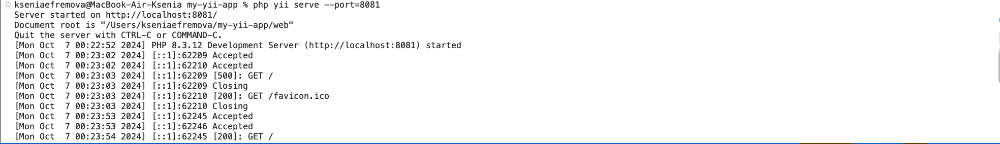 kseniaefremova@MacBook-Air-Ksenia my-yii-app % php yii serve --port=8081
Server started on http://localhost:8081/
Document root is "/Users/kseniaefremova/my-yii-app/web"
Quit the server with CTRL-C or COMMAND-C.
[Mon Oct  7 00:22:52 2024] PHP 8.3.12 Development Server (http://localhost:8081) started
[Mon Oct  7 00:23:02 2024] [::1]:62209 Accepted
[Mon Oct  7 00:23:02 2024] [::1]:62210 Accepted
[Mon Oct  7 00:23:03 2024] [::1]:62209 [500]: GET /
[Mon Oct  7 00:23:03 2024] [::1]:62209 Closing
[Mon Oct  7 00:23:03 2024] [::1]:62210 [200]: GET /favicon.ico
[Mon Oct  7 00:23:03 2024] [::1]:62210 Closing
[Mon Oct  7 00:23:53 2024] [::1]:62245 Accepted
[Mon Oct  7 00:23:53 2024] [::1]:62246 Accepted
[Mon Oct  7 00:23:54 2024] [::1]:62245 [200]: GET /